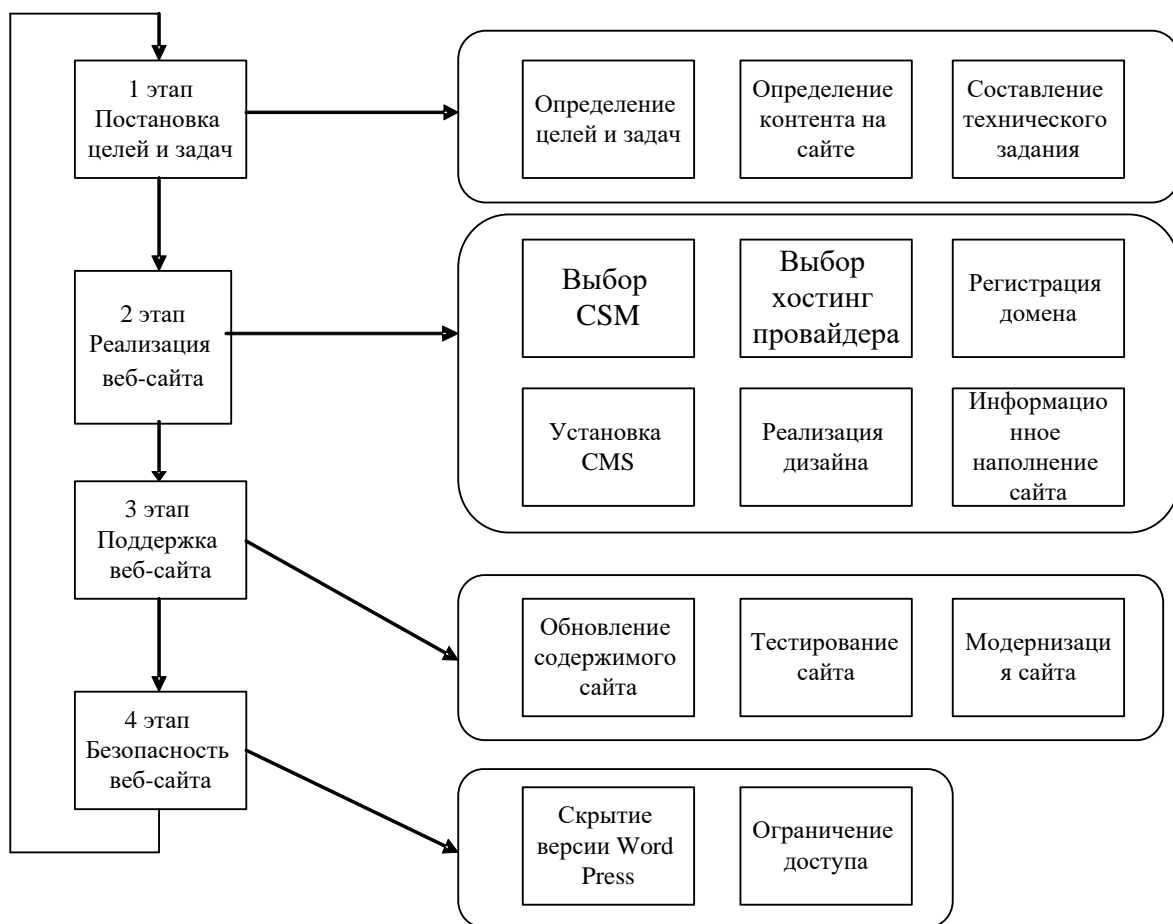 1 этап
Постановка
целей и задач
Определение
целей и задач
Определение
контента на
сайте
Составление
технического
задания
2 этап
Реализация
веб-сайта
Выбор
CSM
Выбор
хостинг
провайдера
Регистрация
домена
Установка
CMS
Реализация
дизайна
Информацио
нное
наполнение
сайта
3 этап
Поддержка
веб-сайта
Обновление
содержимого
сайта
Тестирование
сайта
Модернизаци
я сайта
4 этап
Безопасность
веб-сайта
Скрытие
версии Word
Press
Ограничение
доступа